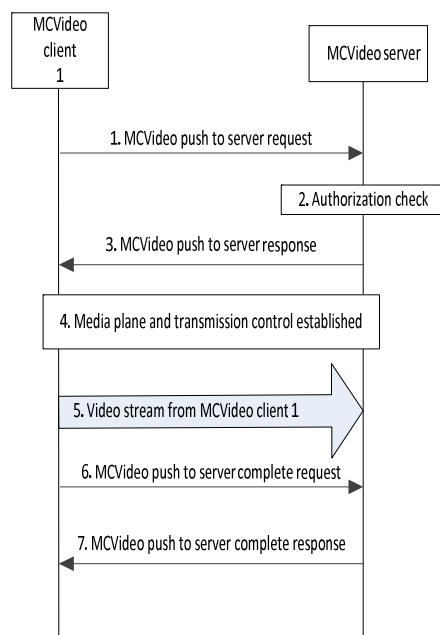 MCVideo
client
1
MCVideo server
1. MCVideo push to server request
2. Authorization check
3. MCVideo push to server response
4. Media plane and transmission control established
5. Video stream from MCVideo client 1
6. MCVideo push to server complete request
7. MCVideo push to server complete response